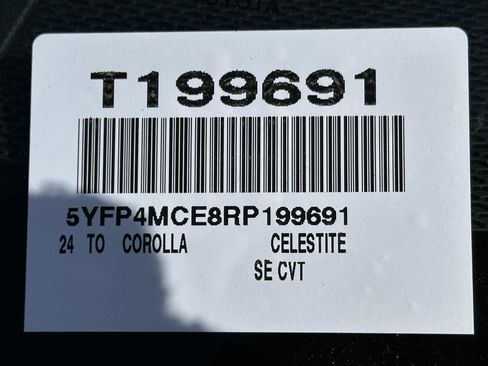 T199691
5YFP4MCE8RP199691
24 TO COROLLA CELESTITE
SE CVT